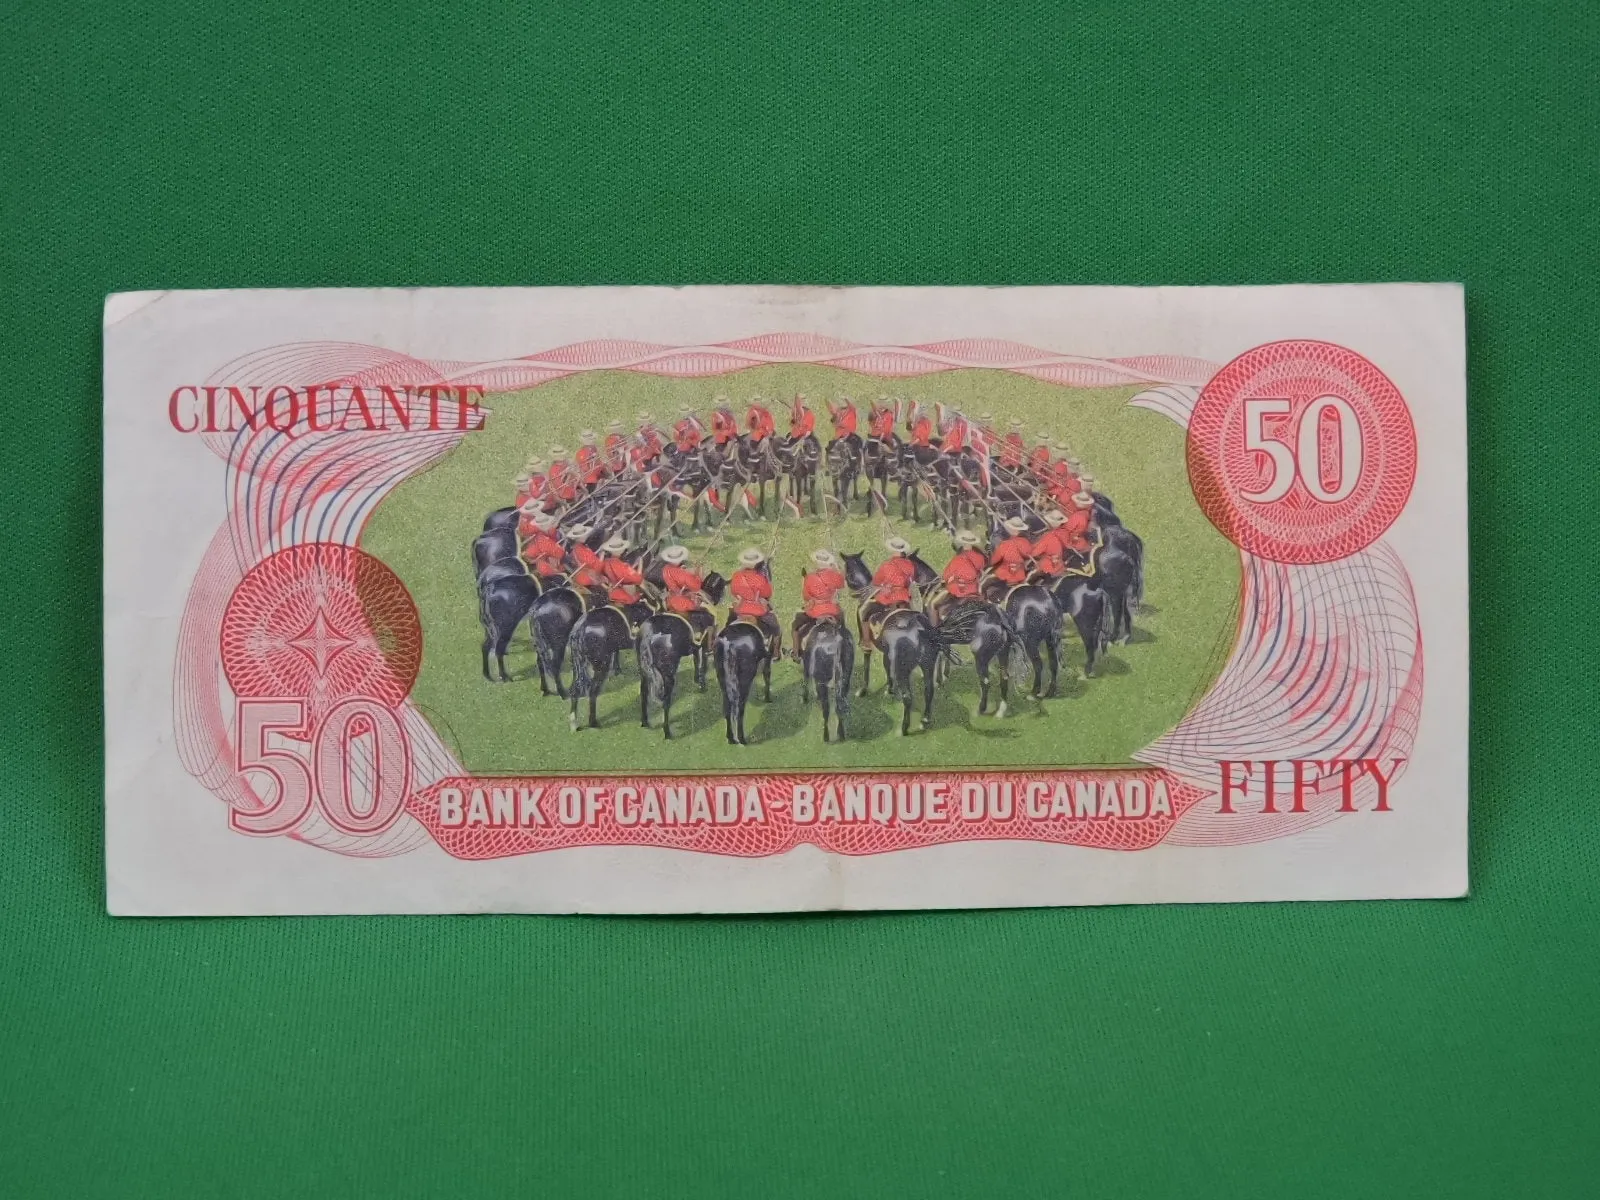 CINQUANTE
50
50
BANK OF CANADA - BANQUE DU CANADA
FIFTY